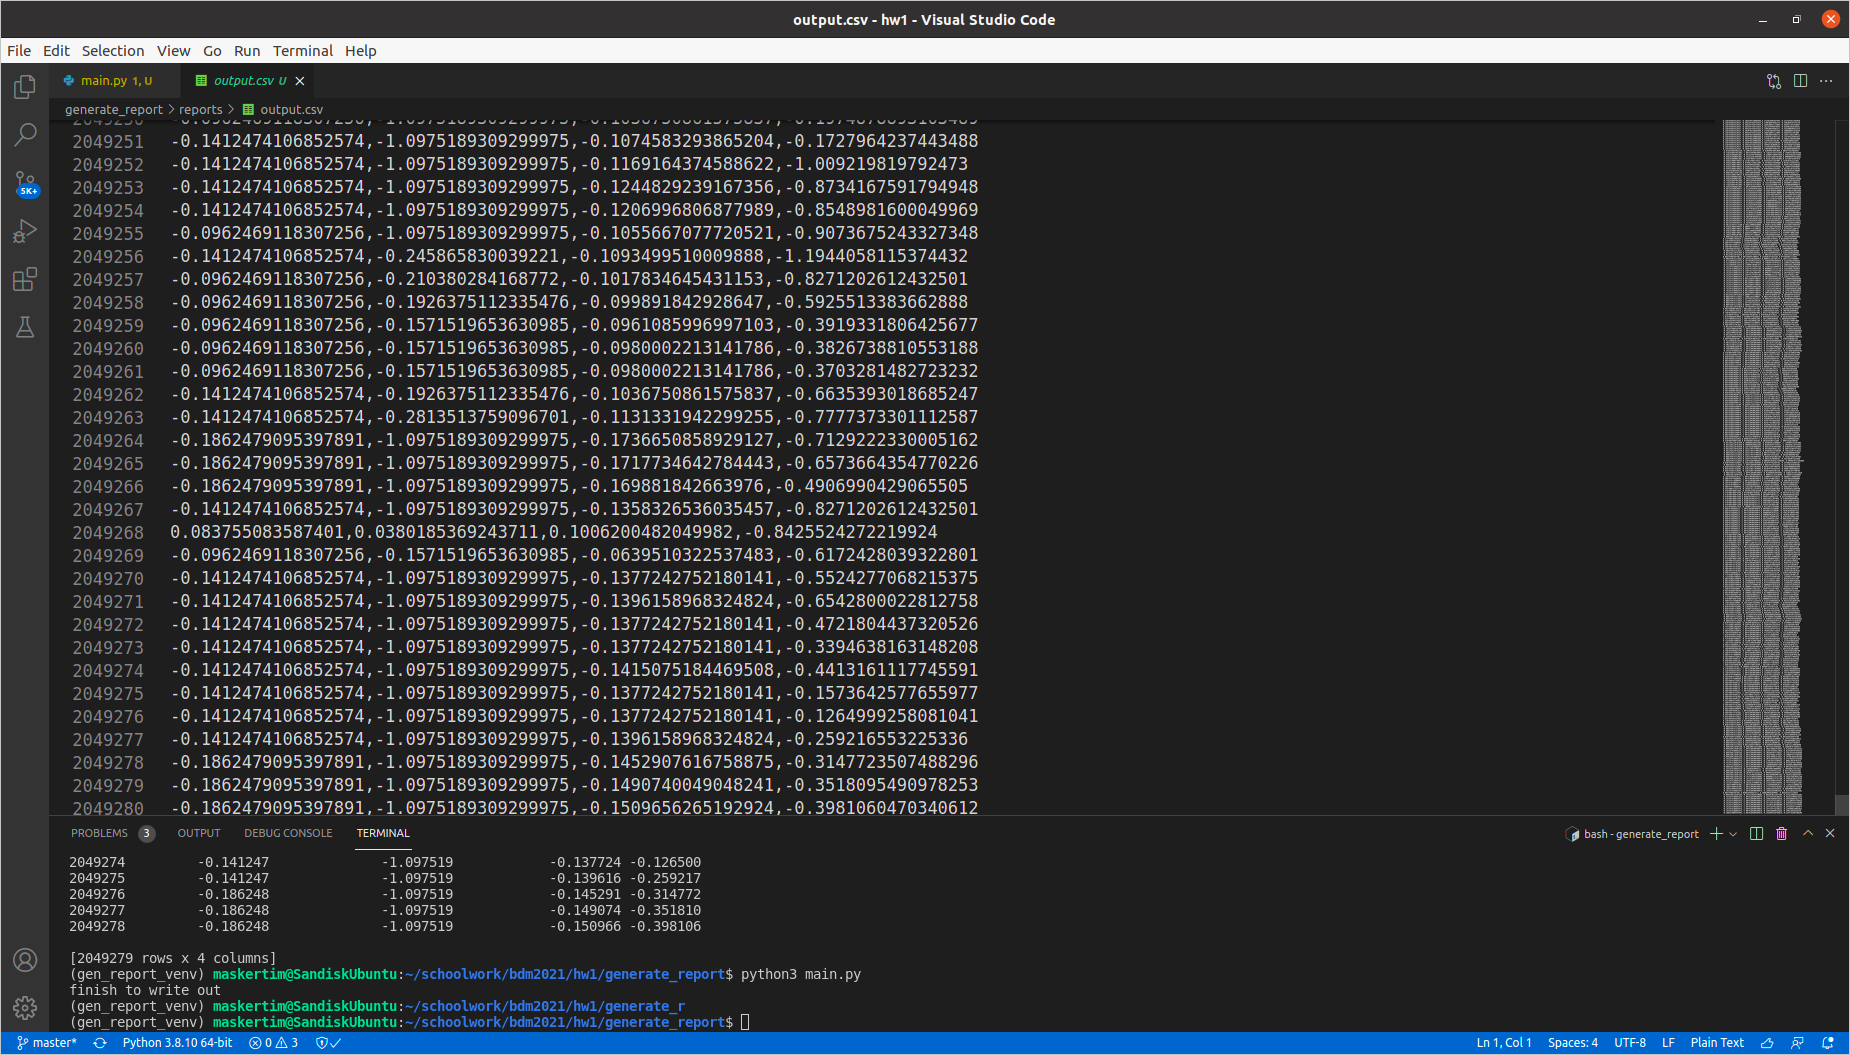 output.csv - hw1 - Visual Studio Code
File Edit Selection View Go Run Terminal Help
main.py 1, U output.csv U
generate_report > reports > output.csv
2049251 -0.1412474106852574,-1.0975189309299975,-0.1074583293865204,-0.1727964237443488
2049252 -0.1412474106852574,-1.0975189309299975,-0.1169164374588622,-1.009219819792473
2049253 -0.1412474106852574,-1.0975189309299975,-0.1244829239167356,-0.8734167591794948
2049254 -0.1412474106852574,-1.0975189309299975,-0.1206996806877989,-0.8548981600049969
2049255 -0.0962469118307256,-1.0975189309299975,-0.1055667077720521,-0.9073675243327348
2049256 -0.1412474106852574,-0.245865830039221,-0.1093499510009888,-1.1944058115374432
2049257 -0.0962469118307256,-0.210380284168772,-0.1017834645431153,-0.8271202612432501
2049258 -0.0962469118307256,-0.1926375112335476,-0.099891842928647,-0.5925513383662888
2049259 -0.0962469118307256,-0.1571519653630985,-0.0961085996997103,-0.3919331806425677
2049260 -0.0962469118307256,-0.1571519653630985,-0.0980002213141786,-0.3826738810553188
2049261 -0.0962469118307256,-0.1571519653630985,-0.0980002213141786,-0.3703281482723232
2049262 -0.1412474106852574,-0.1926375112335476,-0.1036750861575837,-0.6635393018685247
2049263 -0.1412474106852574,-0.2813513759096701,-0.1131331942299255,-0.7777373301112587
2049264 -0.1862479095397891,-1.0975189309299975,-0.1736650858929127,-0.7129222330005162
2049265 -0.1862479095397891,-1.0975189309299975,-0.1717734642784443,-0.6573664354770226
2049266 -0.1862479095397891,-1.0975189309299975,-0.169881842663976,-0.4906990429065505
2049267 -0.1412474106852574,-1.0975189309299975,-0.1358326536035457,-0.8271202612432501
2049268 0.083755083587401,0.0380185369243711,0.1006200482049982,-0.8425524272219924
2049269 -0.0962469118307256,-0.1571519653630985,-0.0639510322537483,-0.6172428039322801
2049270 -0.1412474106852574,-1.0975189309299975,-0.1377242752180141,-0.5524277068215375
2049271 -0.1412474106852574,-1.0975189309299975,-0.1396158968324824,-0.6542800022812758
2049272 -0.1412474106852574,-1.0975189309299975,-0.1377242752180141,-0.4721804437320526
2049273 -0.1412474106852574,-1.0975189309299975,-0.1377242752180141,-0.3394638163148208
2049274 -0.1412474106852574,-1.0975189309299975,-0.1415075184469508,-0.4413161117745591
2049275 -0.1412474106852574,-1.0975189309299975,-0.1377242752180141,-0.1573642577655977
2049276 -0.1412474106852574,-1.0975189309299975,-0.1377242752180141,-0.1264999258081041
2049277 -0.1412474106852574,-1.0975189309299975,-0.1396158968324824,-0.259216553225336
2049278 -0.1862479095397891,-1.0975189309299975,-0.1452907616758875,-0.3147723507488296
2049279 -0.1862479095397891,-1.0975189309299975,-0.1490740049048241,-0.3518095490978253
2049280 -0.1862479095397891,-1.0975189309299975,-0.1509656265192924,-0.3981060470340612
5K+
PROBLEMS 3 OUTPUT DEBUG CONSOLE TERMINAL bash - generate_report
2049274 -0.141247 -1.097519 -0.137724 -0.126500
2049275 -0.141247 -1.097519 -0.139616 -0.259217
2049276 -0.186248 -1.097519 -0.145291 -0.314772
2049277 -0.186248 -1.097519 -0.149074 -0.351810
2049278 -0.186248 -1.097519 -0.150966 -0.398106
[2049279 rows x 4 columns]
(gen_report_venv) maskertim@SandiskUbuntu:~/schoolwork/bdm2021/hw1/generate_report$ python3 main.py
finish to write out
(gen_report_venv) maskertim@SandiskUbuntu:~/schoolwork/bdm2021/hw1/generate_r
(gen_report_venv) maskertim@SandiskUbuntu:~/schoolwork/bdm2021/hw1/generate_report$
master* Python 3.8.10 64-bit 0 3 Ln 1, Col 1 Spaces: 4 UTF-8 LF Plain Text